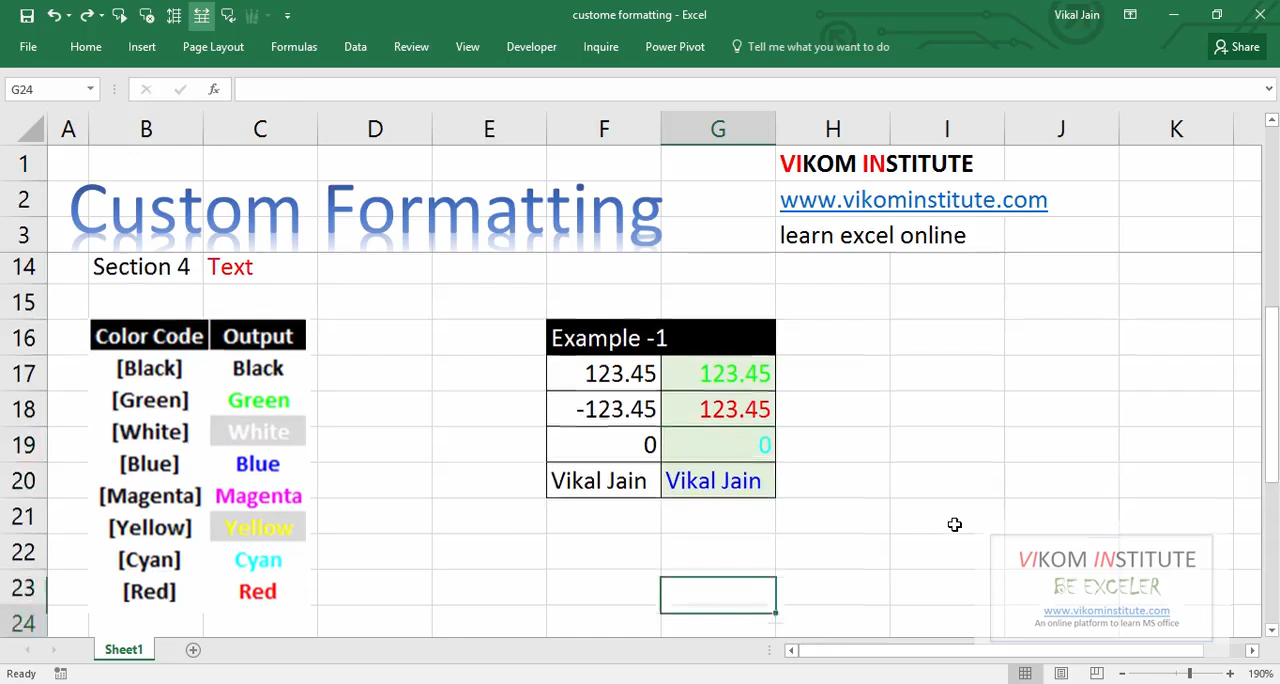 custome formatting - Excel
Vikal Jain
File Home Insert Page Layout Formulas Data Review View Developer Inquire Power Pivot Tell me what you want to do Share
G24 fx
A B C D E F G H I J K
1 VIKOM INSTITUTE
2 Custom Formatting www.vikominstitute.com
3 learn excel online
14 Section 4 Text
15
16 Color Code Output Example -1
17 [Black] Black 123.45 123.45
18 [Green] Green -123.45 123.45
19 [White] White 0 0
20 [Blue] Blue Vikal Jain Vikal Jain
21 [Magenta] Magenta
22 [Yellow] Yellow
23 [Cyan] Cyan
24 [Red] Red
VIKOM INSTITUTE
BE EXCELER
www.vikominstitute.com
An online platform to learn MS office
Sheet1
Ready 190%